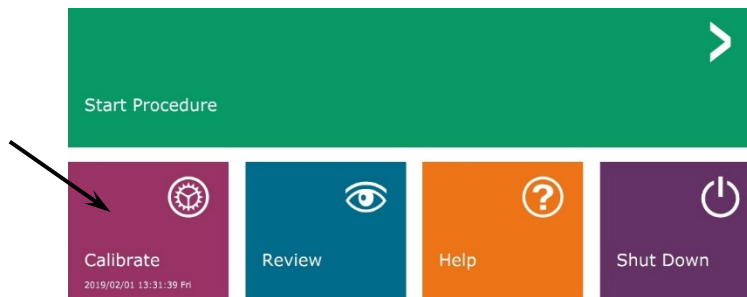 Start Procedure
Calibrate
2019/02/01 13:31:39 Fri
Review
Help
Shut Down